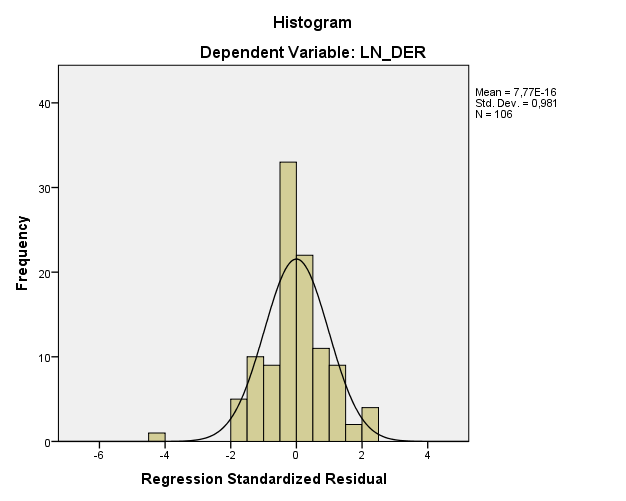 Histogram
Dependent Variable: LN_DER
Mean = 7,77E-16
Std. Dev. = 0,981
N = 106
Frequency
40
30
20
10
0
-6 -4 -2 0 2 4
Regression Standardized Residual